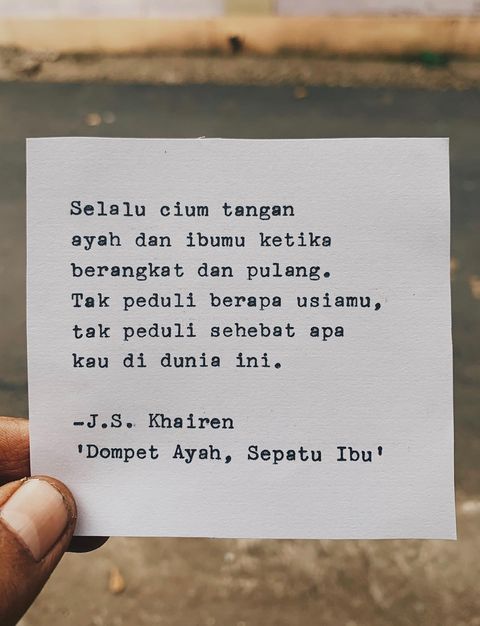 Selalu cium tangan
ayah dan ibumu ketika
berangkat dan pulang.
Tak peduli berapa usiamu,
tak peduli sehebat apa
kau di dunia ini.
-J.S. Khairen
'Dompet Ayah, Sepatu Ibu'